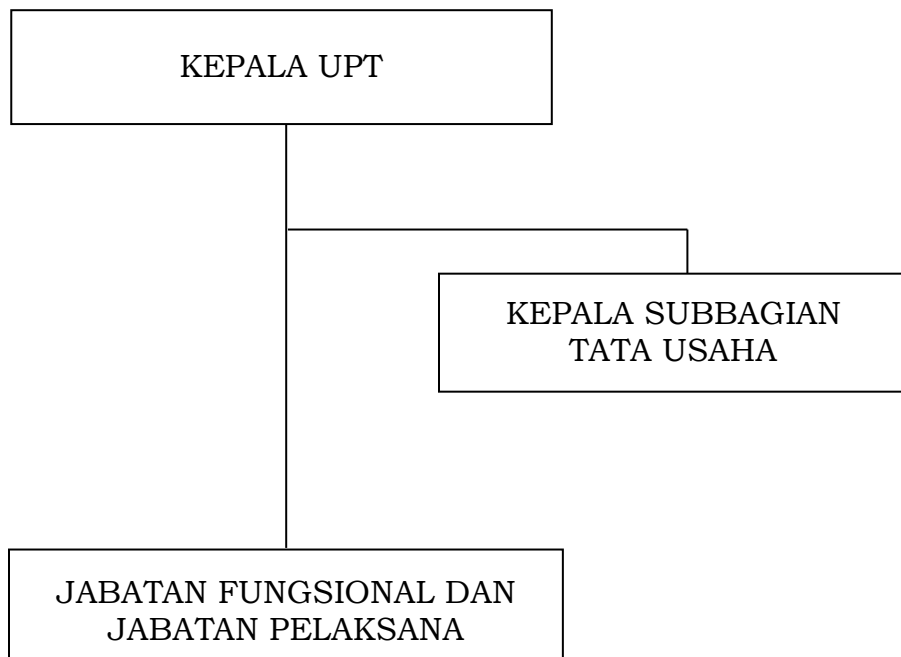 KEPALA UPT
KEPALA SUBBAGIAN
TATA USAHA
JABATAN FUNGSIONAL DAN
JABATAN PELAKSANA